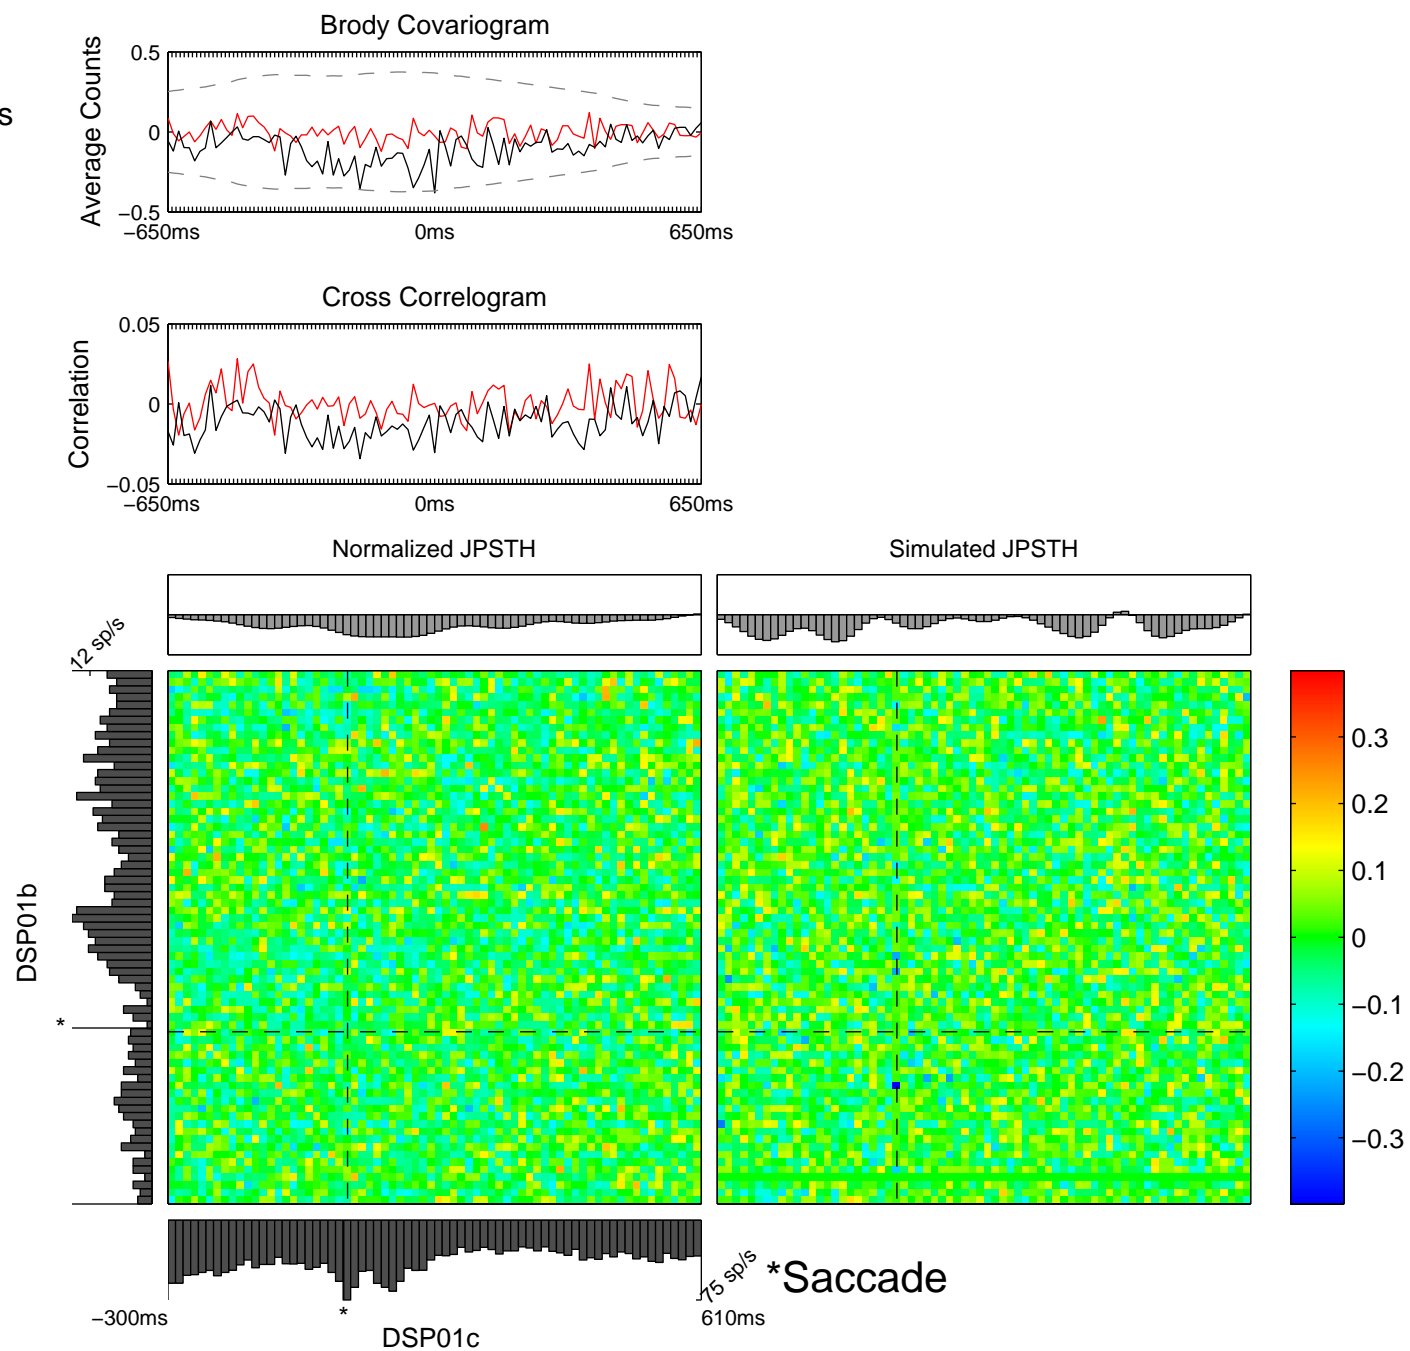 Brody Covariogram
s
Average Counts
0.5
0
−0.5
−650ms
0ms
650ms
Cross Correlogram
Correlation
0.05
0
−0.05
−650ms
0ms
650ms
Normalized JPSTH
Simulated JPSTH
12 sp/s
DSP01b
*
0.3
0.2
0.1
0
−0.1
−0.2
−0.3
75 sp/s
*Saccade
*
−300ms
610ms
DSP01c